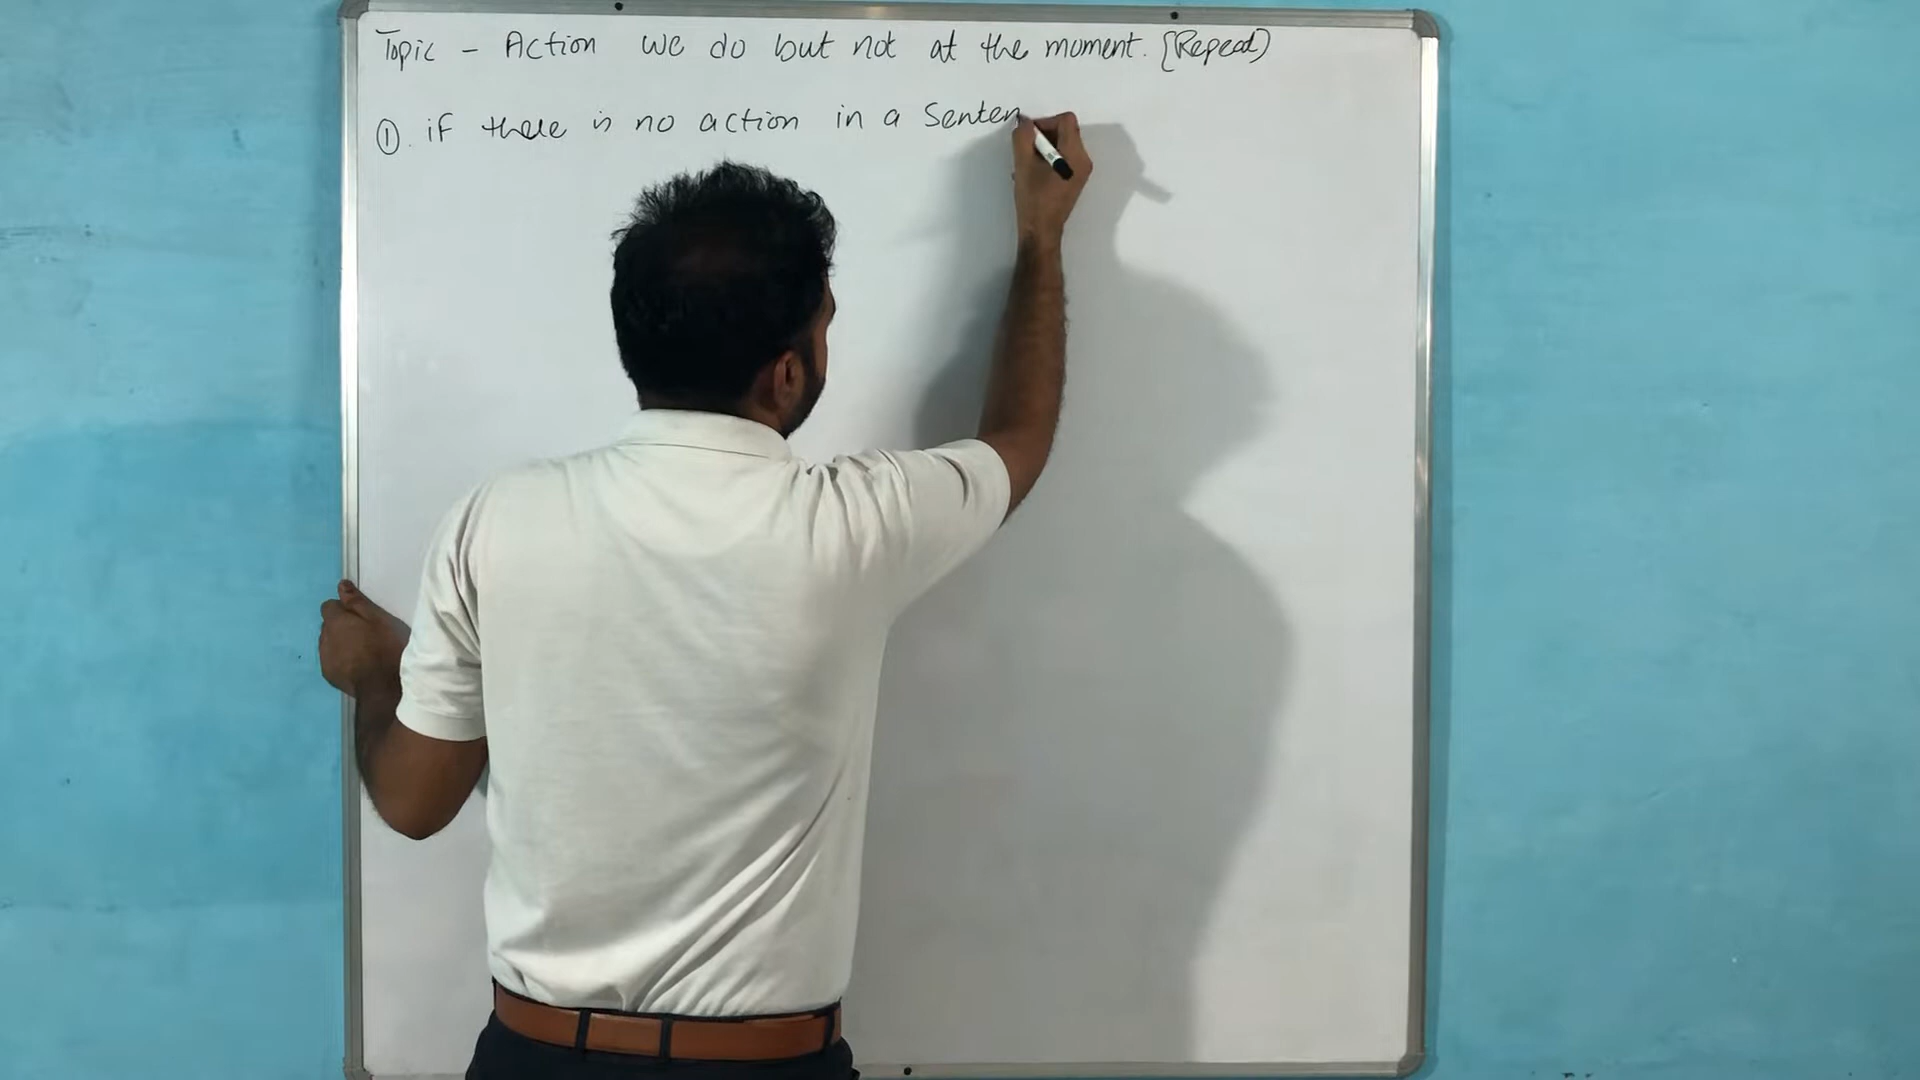 Topic - Action we do but not at the moment. [Repeat)
①. if there is no action in a Senten